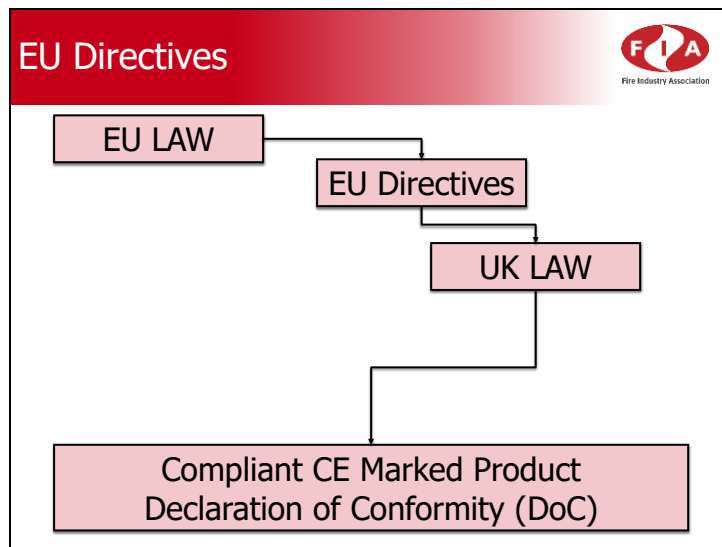 EU Directives
F I A
Fire Industry Association
EU LAW
EU Directives
UK LAW
Compliant CE Marked Product
Declaration of Conformity (DoC)